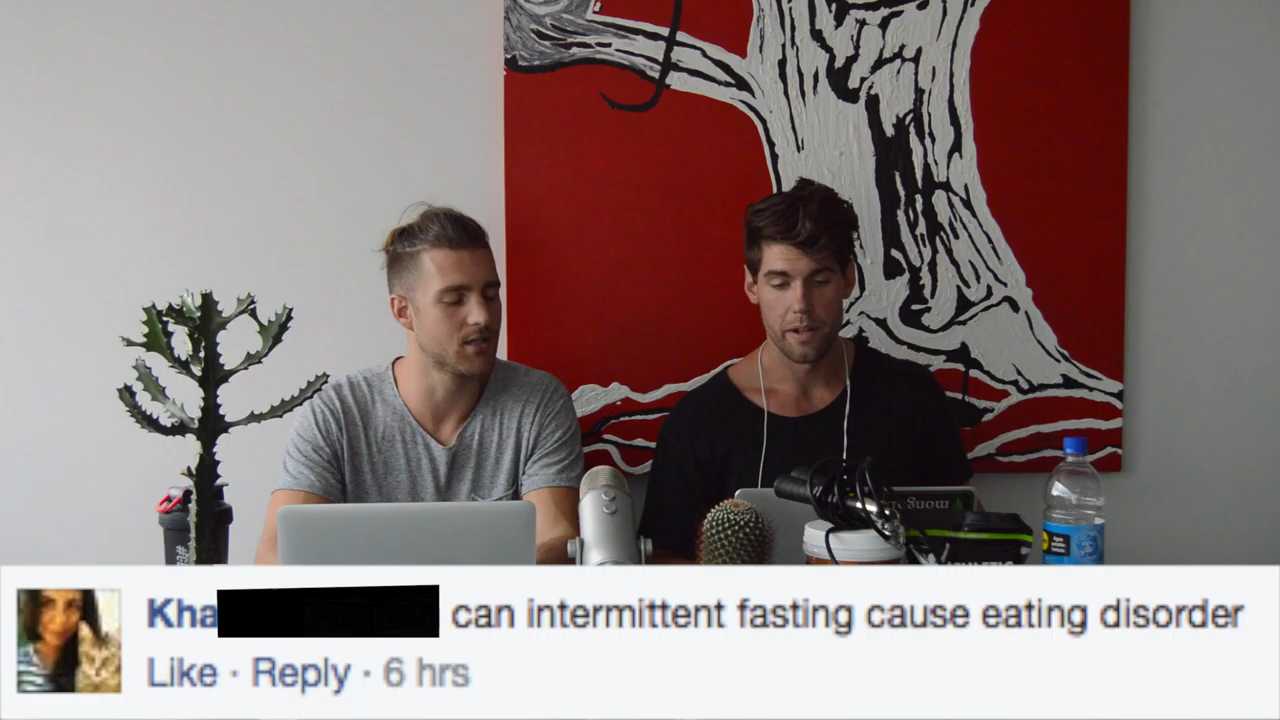 Kha can intermittent fasting cause eating disorder
Like · Reply · 6 hrs